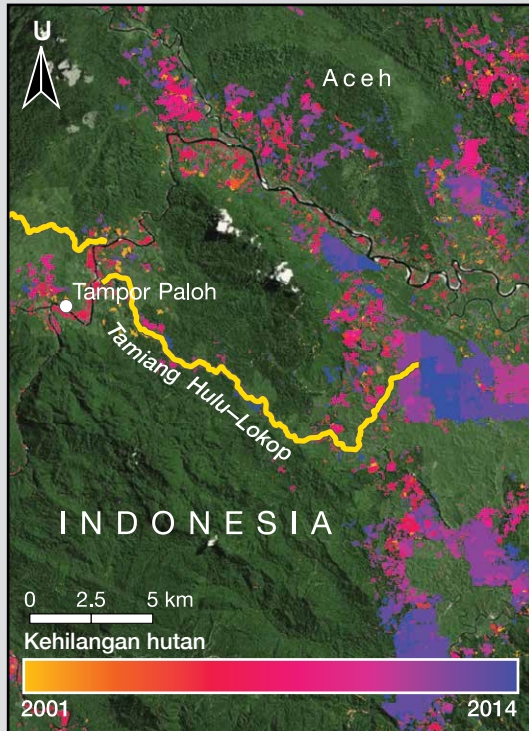 U
Aceh
Tampor Paloh
Tamiang Hulu–Lokop
INDONESIA
0 2.5 5 km
Kehilangan hutan
2001 2014